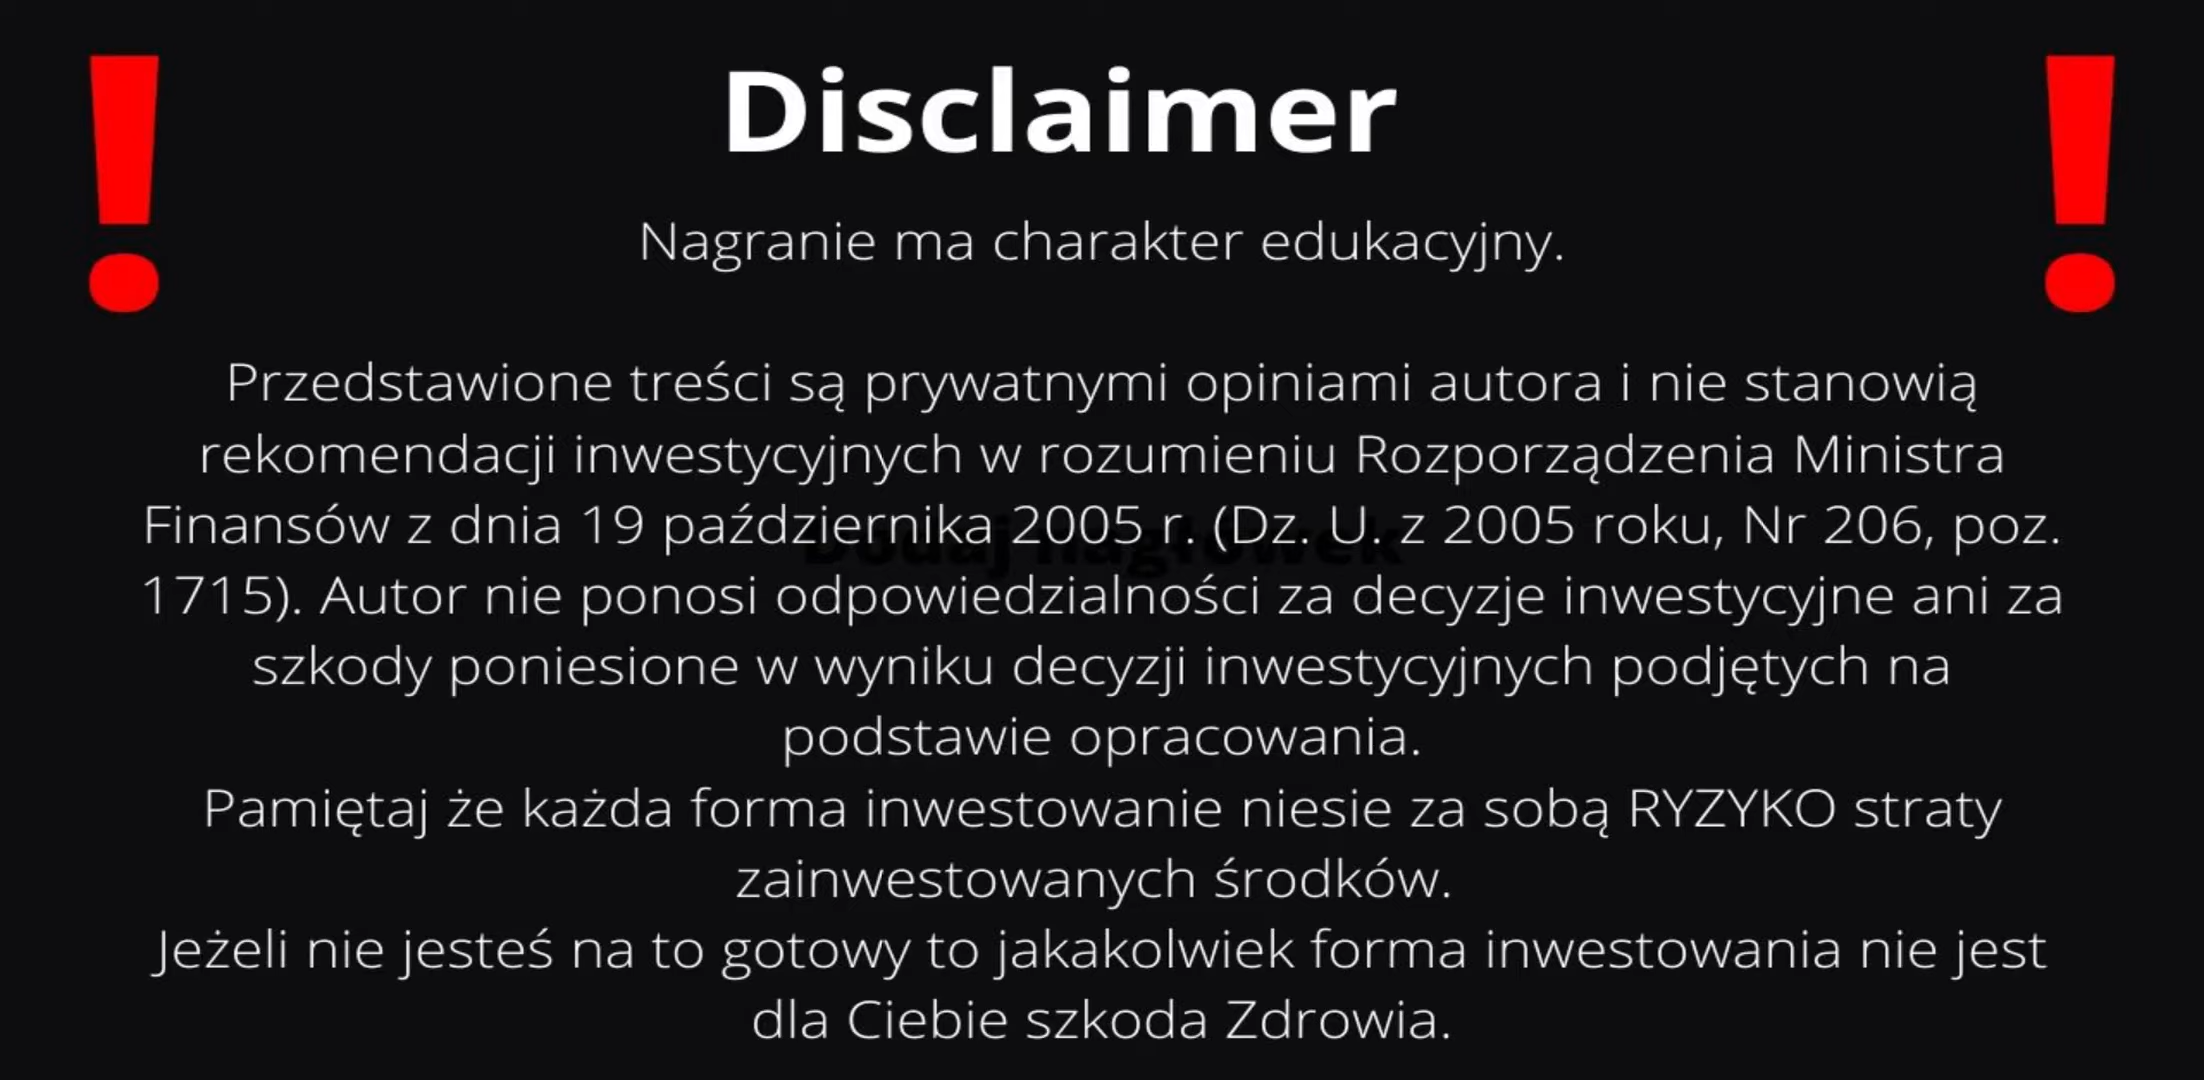 Disclaimer
Nagranie ma charakter edukacyjny.
Przedstawione treści są prywatnymi opiniami autora i nie stanowią
rekomendacji inwestycyjnych w rozumieniu Rozporządzenia Ministra
Finansów z dnia 19 października 2005 r. (Dz. U. z 2005 roku, Nr 206, poz.
Dodaj nagłówek
1715). Autor nie ponosi odpowiedzialności za decyzje inwestycyjne ani za
szkody poniesione w wyniku decyzji inwestycyjnych podjętych na
podstawie opracowania.
Pamiętaj że każda forma inwestowanie niesie za sobą RYZYKO straty
zainwestowanych środków.
Jeżeli nie jesteś na to gotowy to jakakolwiek forma inwestowania nie jest
dla Ciebie szkoda Zdrowia.